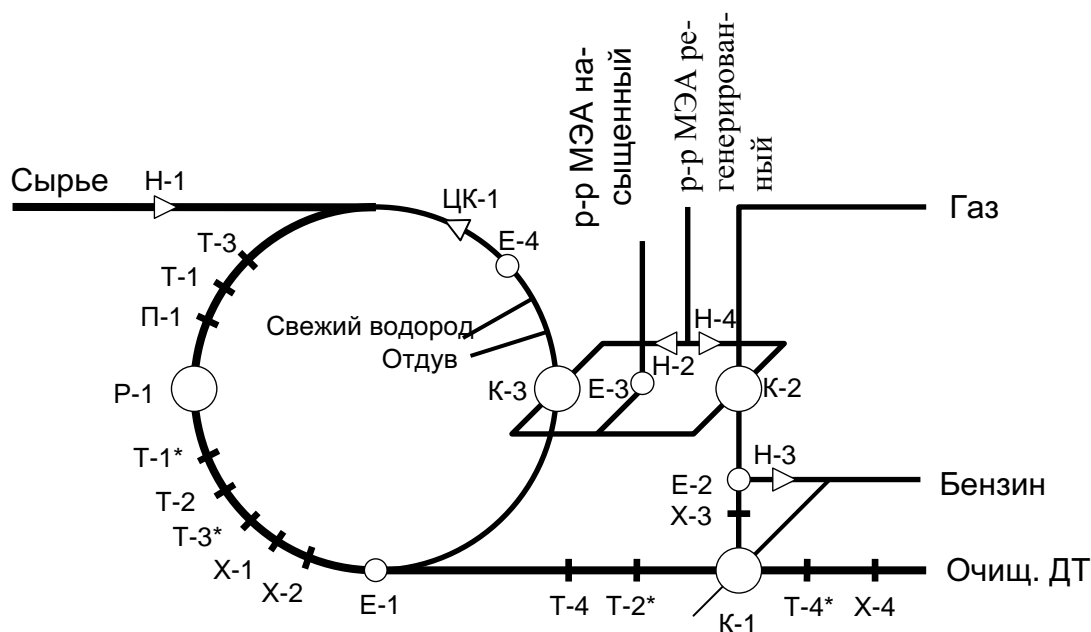 р-р МЭА на-
сыщенный
р-р МЭА ре-
генерирован-
ный
Сырье
Н-1
ЦК-1
Газ
Е-4
Т-3
Т-1
П-1
Свежий водород
Отдув
Н-4
Н-2
Р-1
К-3
Е-3
К-2
Т-1*
Т-2
Т-3*
Х-1
Х-2
Е-1
Н-3
Е-2
Бензин
Х-3
Т-4
Т-2*
К-1
Т-4*
Х-4
Очищ. ДТ